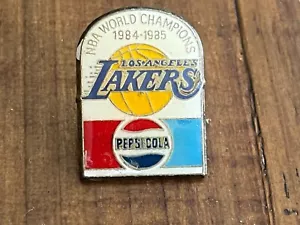 NBA WORLD CHAMPIONS
1984-1985
LOS ANGELES
LAKERS
PEPSI-COLA